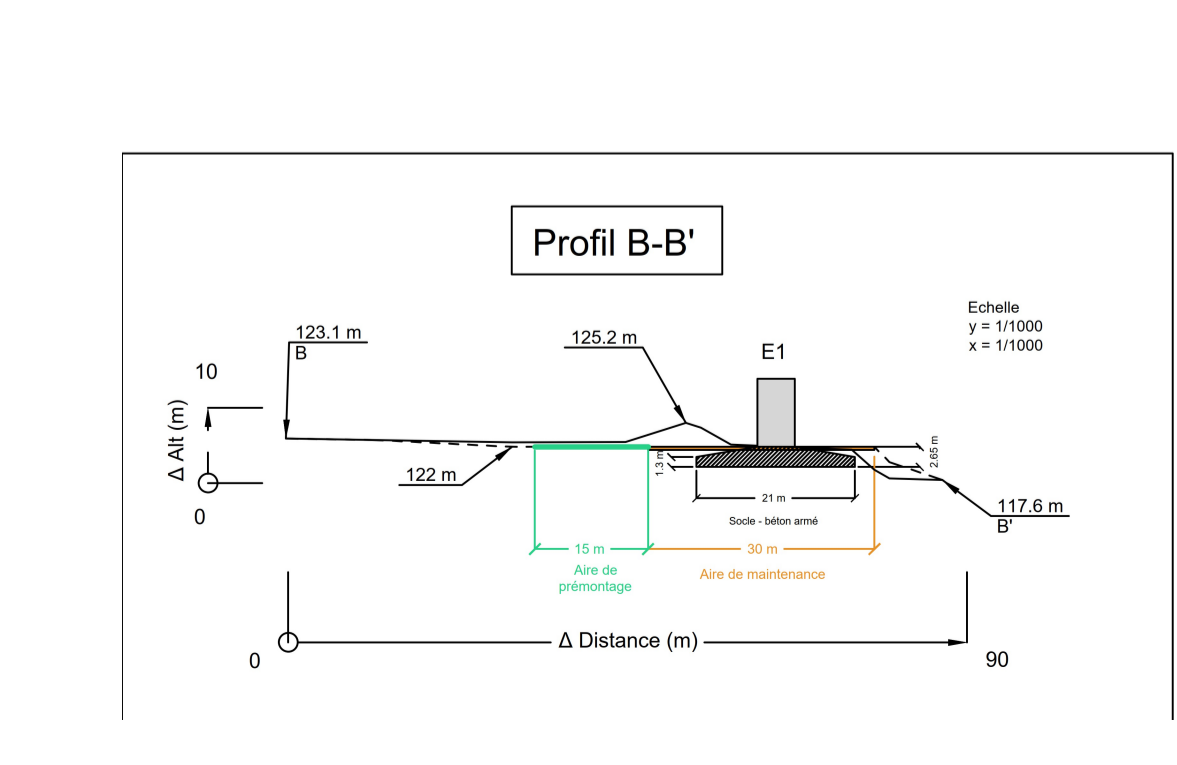 Profil B-B'
Echelle
y = 1/1000
x = 1/1000
123.1 m
B
125.2 m
E1
10
Δ Alt (m)
0
122 m
1.3 m
2.65 m
21 m
Socle - béton armé
117.6 m
B'
15 m
30 m
Aire de
prémontage
Aire de maintenance
Δ Distance (m)
0
90